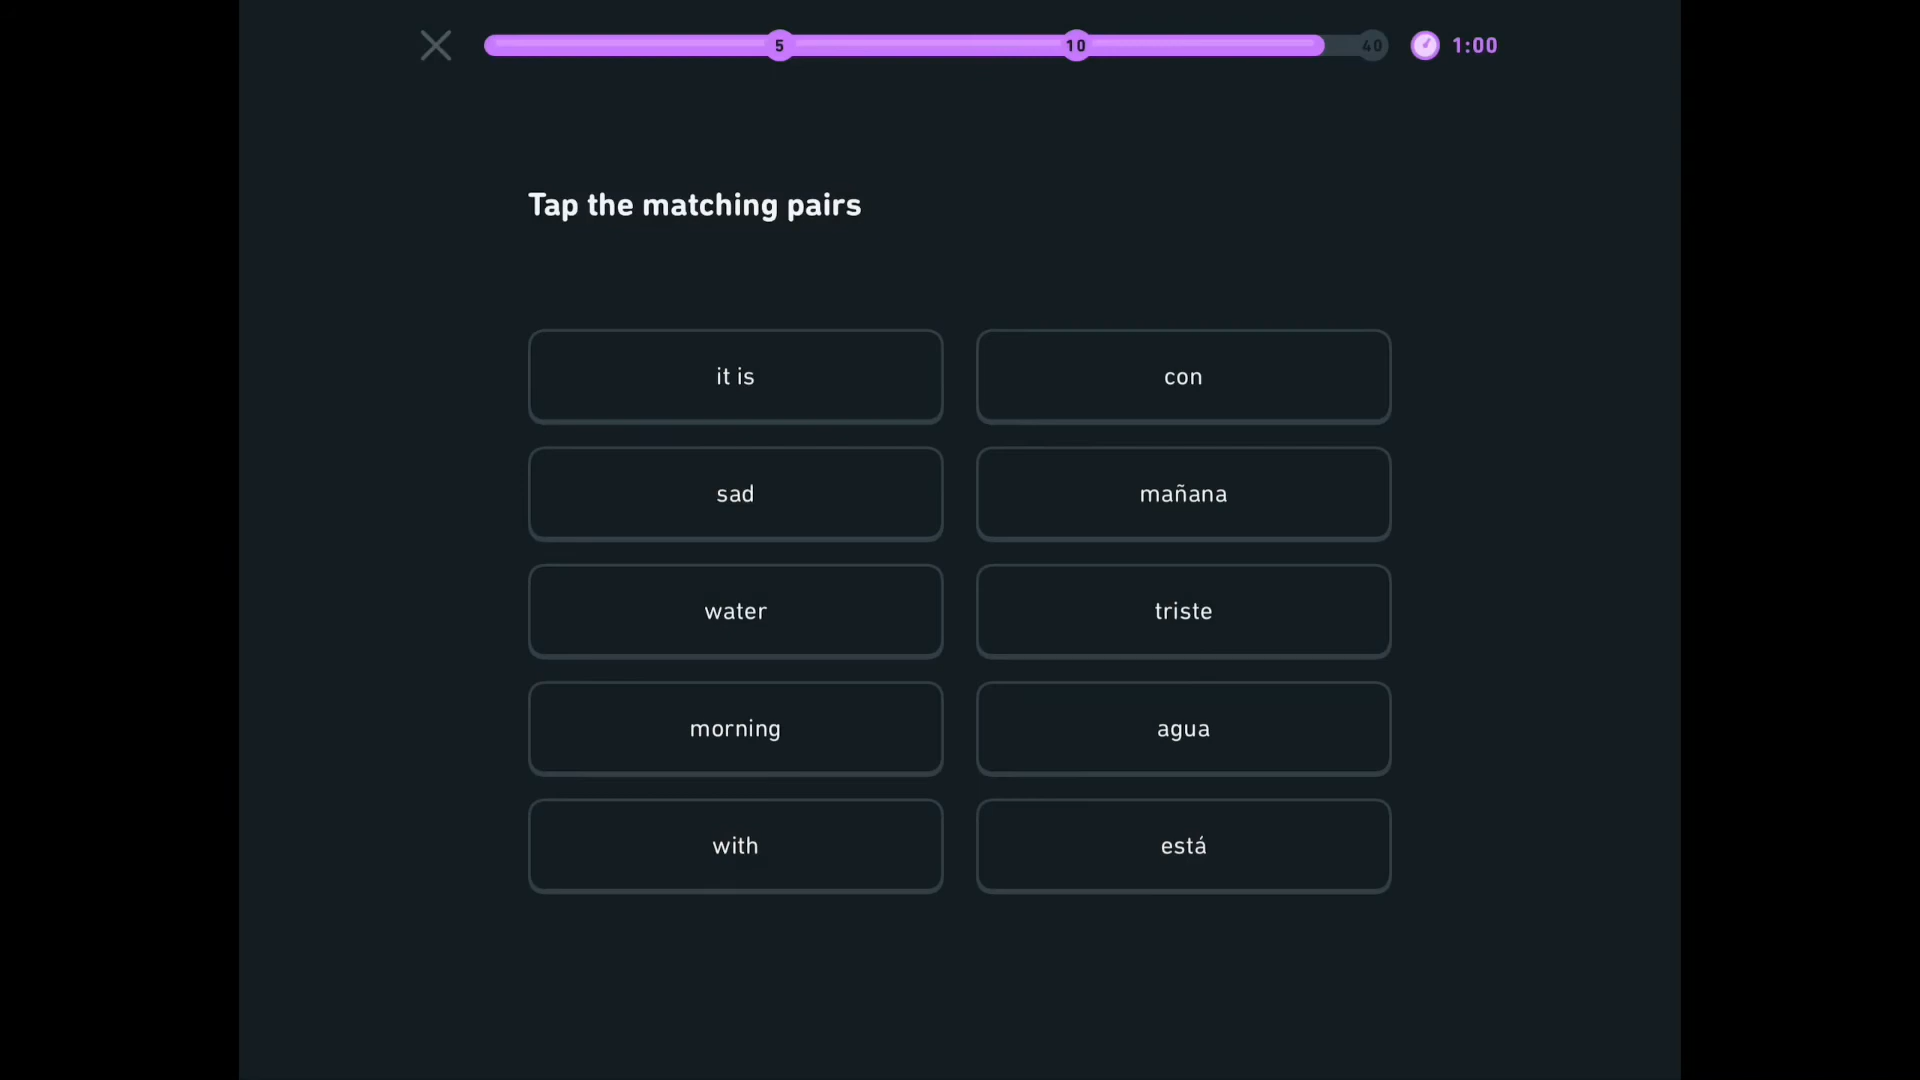 5 10 40 1:00
Tap the matching pairs
it is con
sad mañana
water triste
morning agua
with está